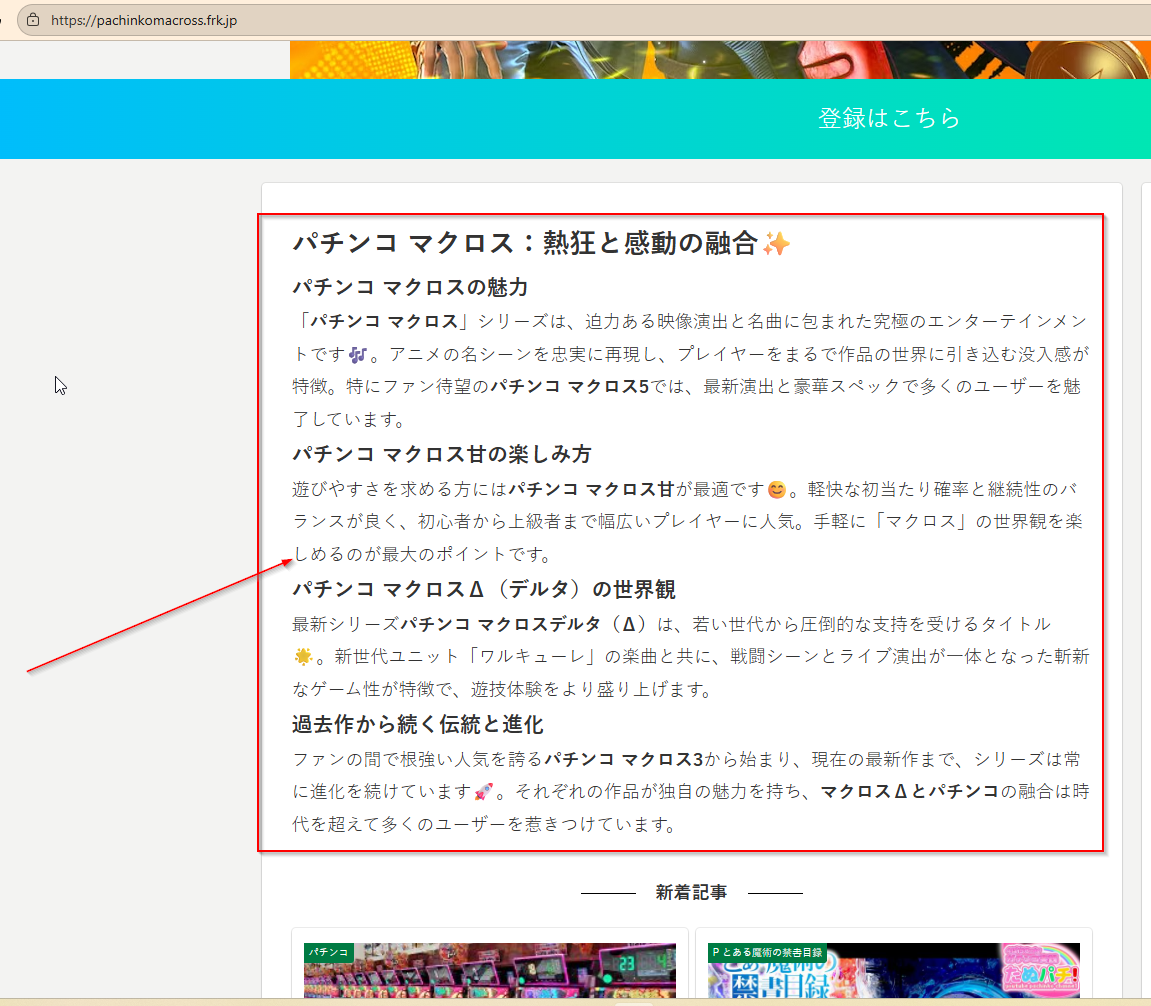 https://pachinkomacross.frk.jp
登録はこちら
パチンコ マクロス：熱狂と感動の融合✨
パチンコ マクロスの魅力
「パチンコ マクロス」シリーズは、迫力ある映像演出と名曲に包まれた究極のエンターテインメン
トです🎶。アニメの名シーンを忠実に再現し、プレイヤーをまるで作品の世界に引き込む没入感が
特徴。特にファン待望のパチンコ マクロス5では、最新演出と豪華スペックで多くのユーザーを魅
了しています。
パチンコ マクロス甘の楽しみ方
遊びやすさを求める方にはパチンコ マクロス甘が最適です😊。軽快な初当たり確率と継続性のバ
ランスが良く、初心者から上級者まで幅広いプレイヤーに人気。手軽に「マクロス」の世界観を楽
しめるのが最大のポイントです。
パチンコ マクロスΔ（デルタ）の世界観
最新シリーズパチンコ マクロスデルタ（Δ）は、若い世代から圧倒的な支持を受けるタイトル
🌟。新世代ユニット「ワルキューレ」の楽曲と共に、戦闘シーンとライブ演出が一体となった斬新
なゲーム性が特徴で、遊技体験をより盛り上げます。
過去作から続く伝統と進化
ファンの間で根強い人気を誇るパチンコ マクロス3から始まり、現在の最新作まで、シリーズは常
に進化を続けています🚀。それぞれの作品が独自の魅力を持ち、マクロスΔとパチンコの融合は時
代を超えて多くのユーザーを惹きつけています。
新着記事
パチンコ
P とある魔術の禁書目録
とある魔術の
禁書目録
たぬパチ!
23